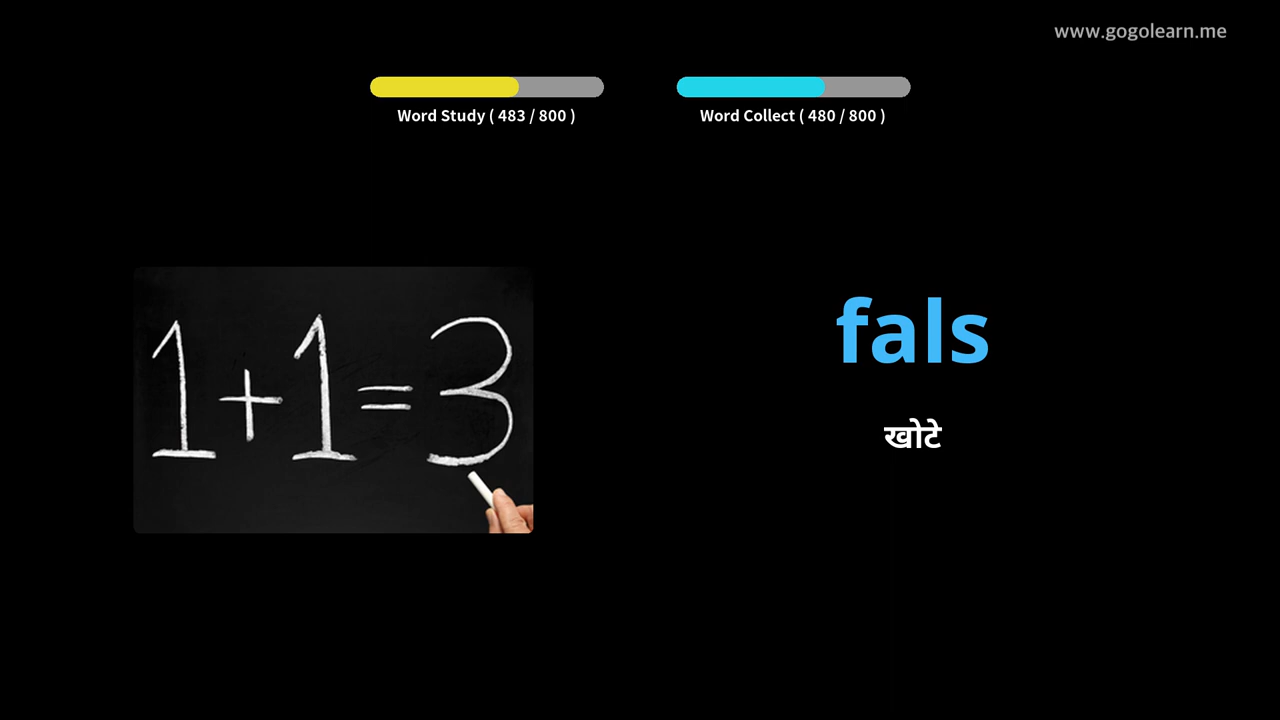 www.gogolearn.me
Word Study ( 483 / 800 )
Word Collect ( 480 / 800 )
1+1=3
fals
खोटे